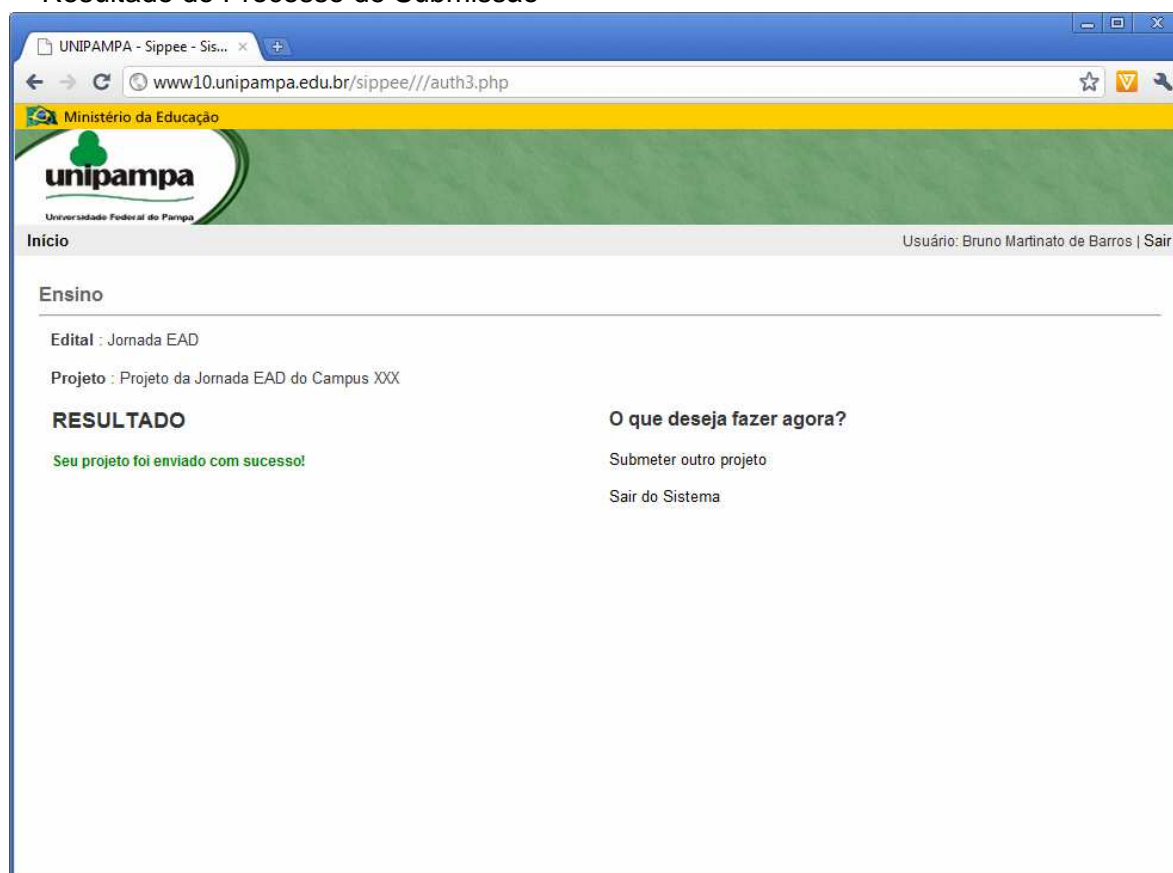 Resultado do Processo de Submissão
UNIPAMPA - Sippee - Sis...
www10.unipampa.edu.br/sippee///auth3.php
Ministério da Educação
unipampa
Universidade Federal do Pampa
Início
Usuário: Bruno Martinato de Barros | Sair
Ensino
Edital : Jornada EAD
Projeto : Projeto da Jornada EAD do Campus XXX
RESULTADO
Seu projeto foi enviado com sucesso!
O que deseja fazer agora?
Submeter outro projeto
Sair do Sistema